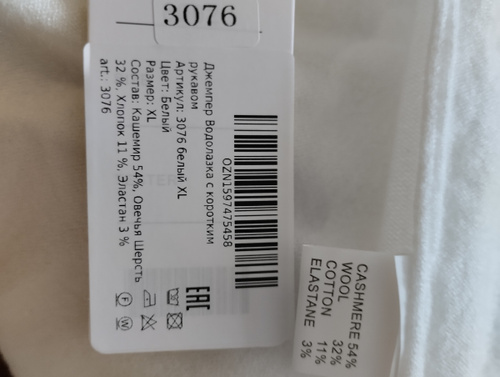 3076
Джемпер Водолазка с коротким
рукавом
Артикул: 3076 белый XL
Цвет: Белый
Размер: XL
Состав: Кашемир 54%, Овечья Шерсть
32 %, Хлопок 11 %, Эластан 3 %
art.: 3076
OZN1597475458
EAC
CASHMERE 54%
WOOL 32%
COTTON 11%
ELASTANE 3%